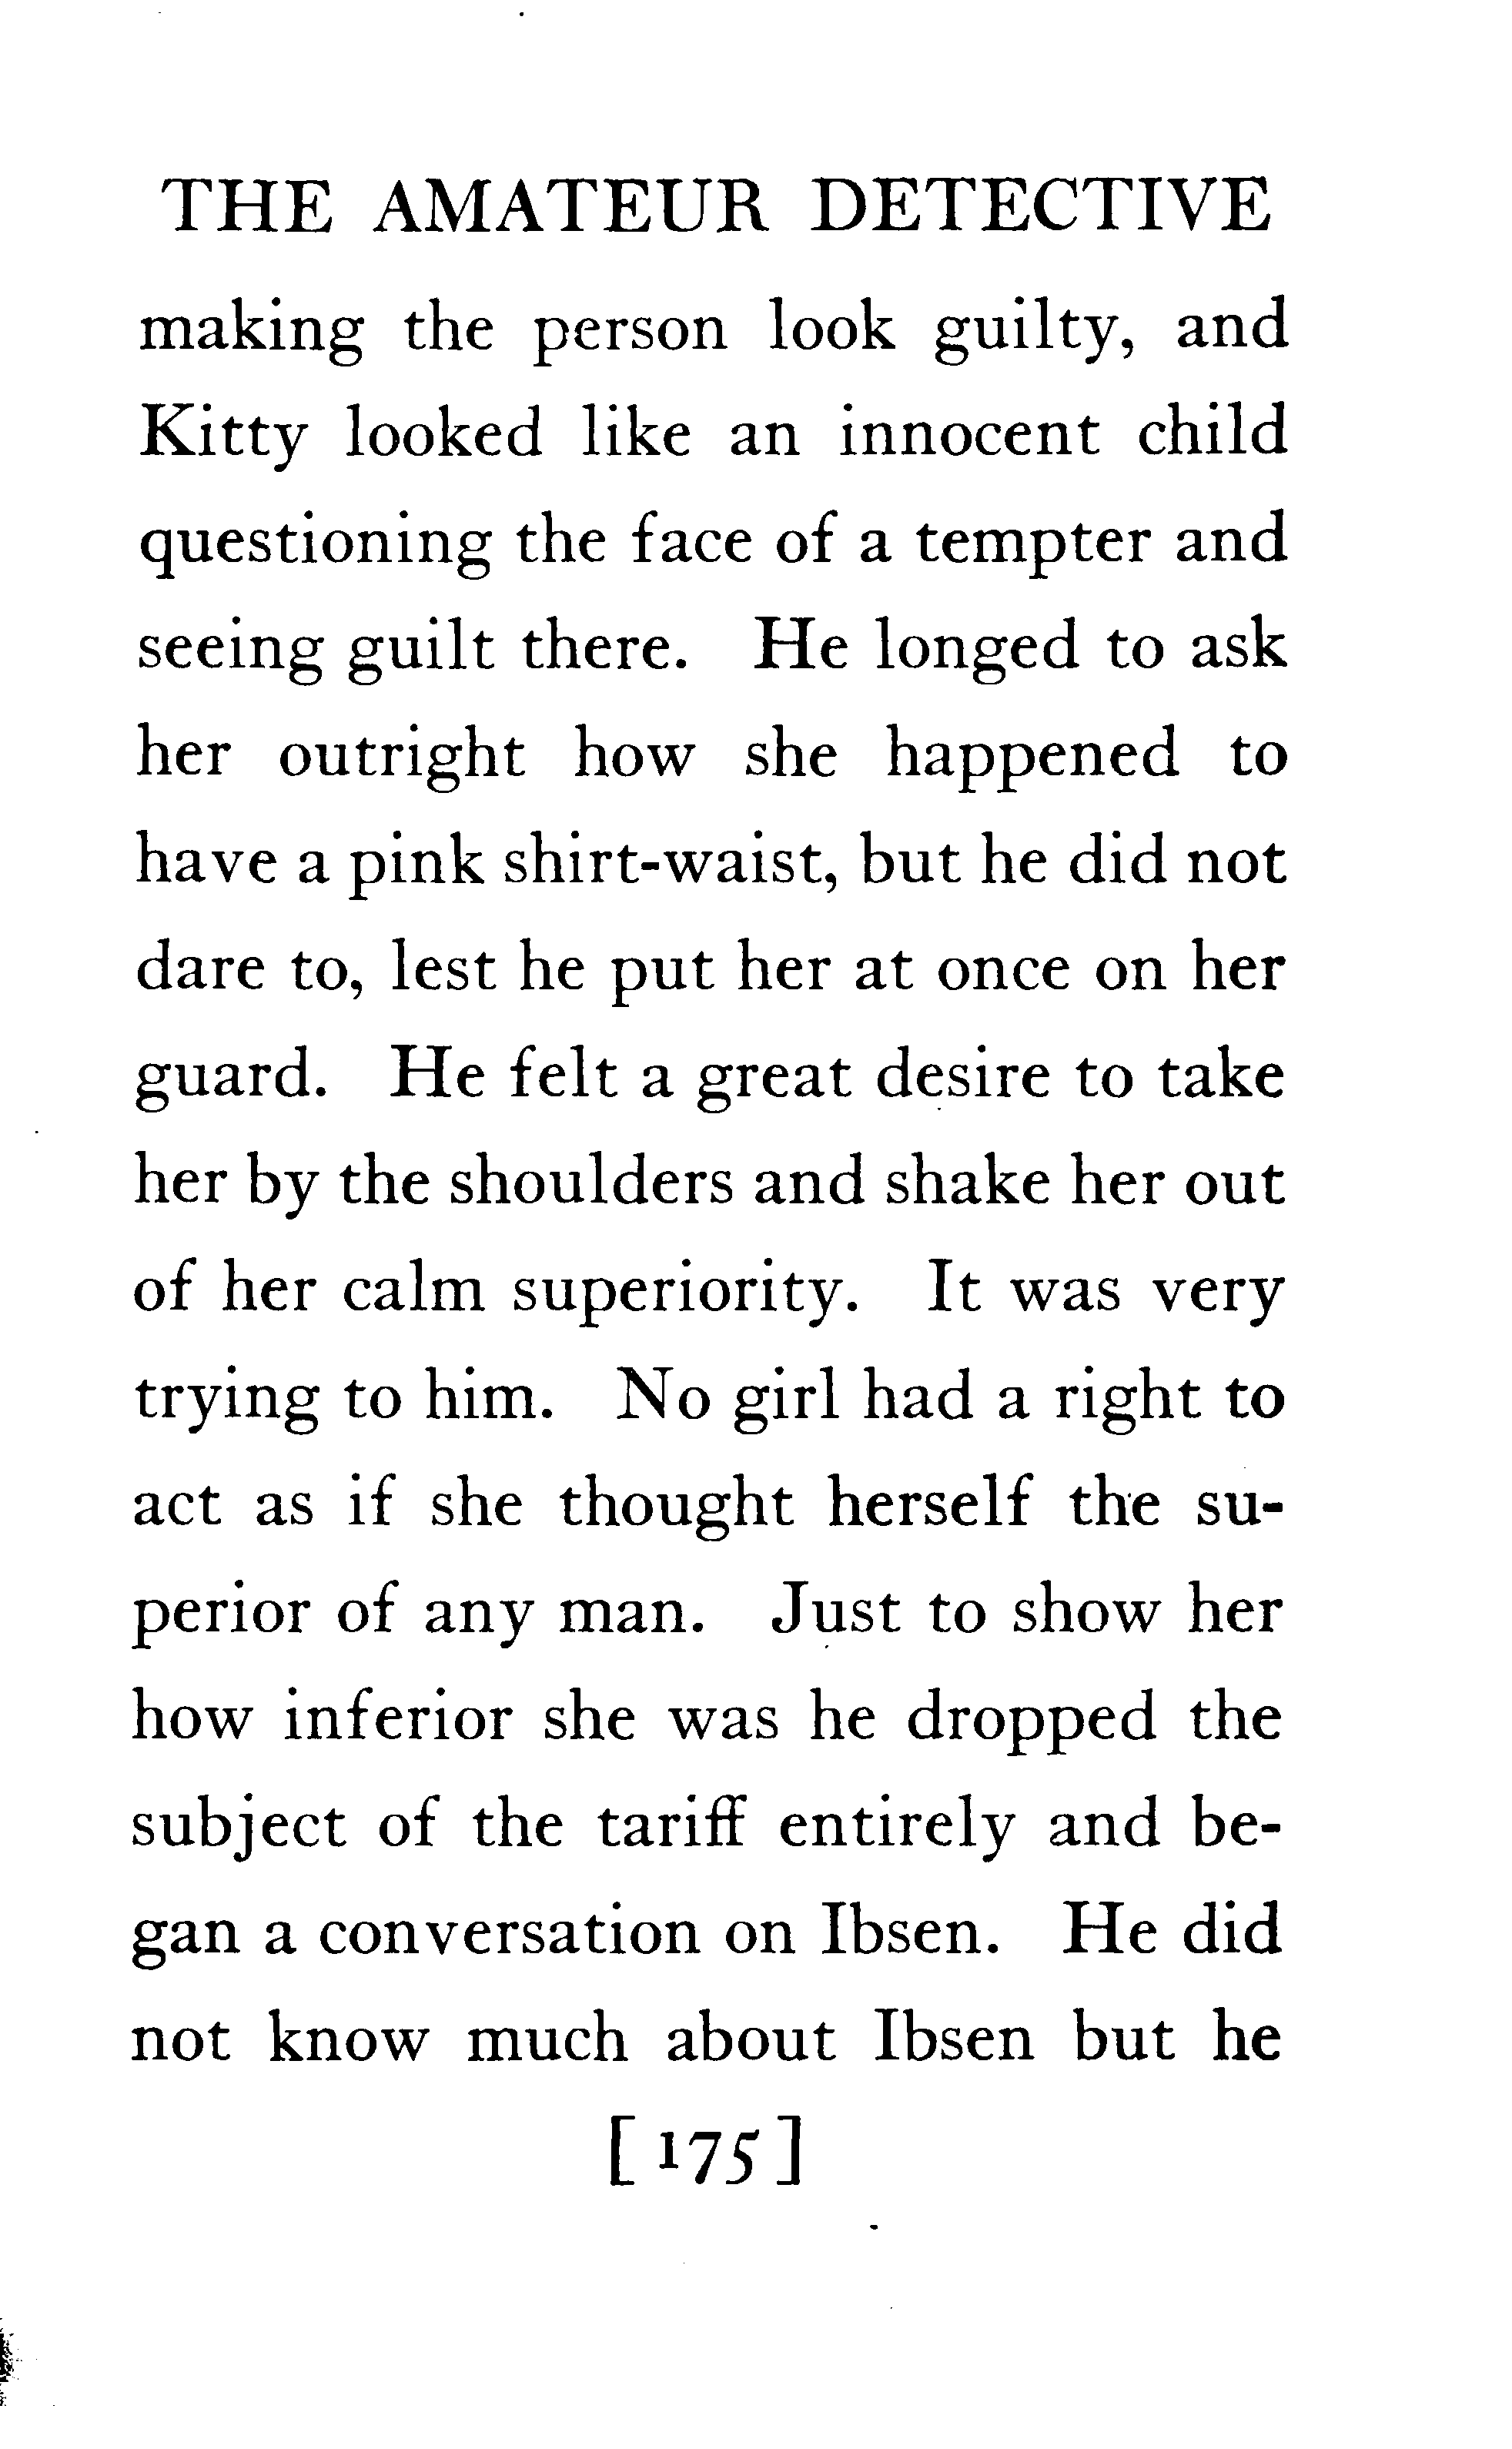 THE AMATEUR DETECTIVE
making the person look guilty, and
Kitty looked like an innocent child
questioning the face of a tempter and
seeing guilt there. He longed to ask
her outright how she happened to
have a pink shirt-waist, but he did not
dare to, lest he put her at once on her
guard. He felt a great desire to take
her by the shoulders and shake her out
of her calm superiority. It was very
trying to him. No girl had a right to
act as if she thought herself the su-
perior of any man. Just to show her
how inferior she was he dropped the
subject of the tariff entirely and be-
gan a conversation on Ibsen. He did
not know much about Ibsen but he
[175]